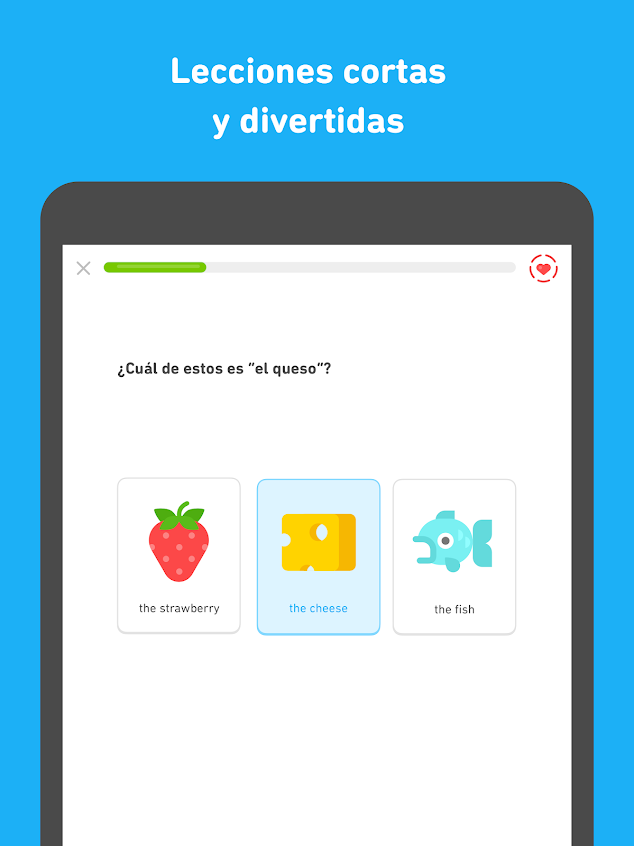 Lecciones cortas
y divertidas
¿Cuál de estos es "el queso"?
the strawberry
the cheese
the fish